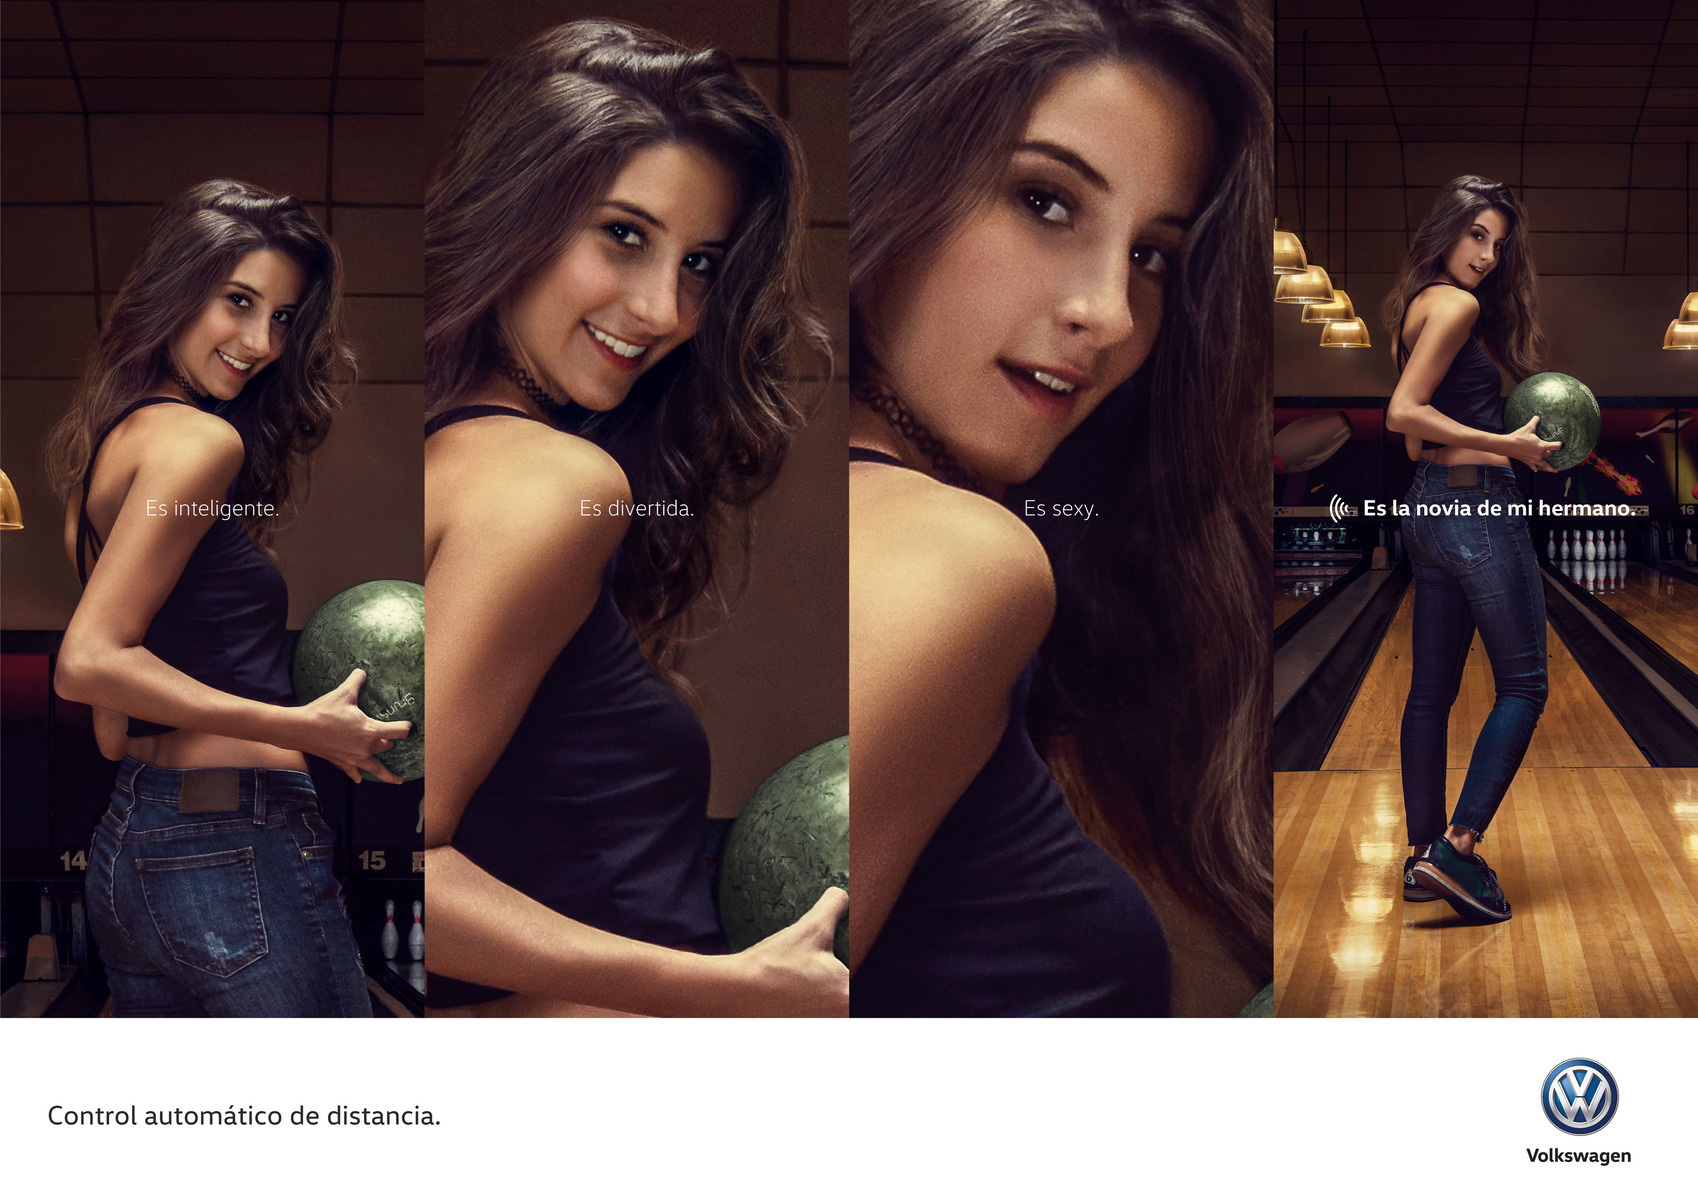 Es inteligente.
Es divertida.
Es sexy.
Es la novia de mi hermano.
14
15
16
Control automático de distancia.
Volkswagen